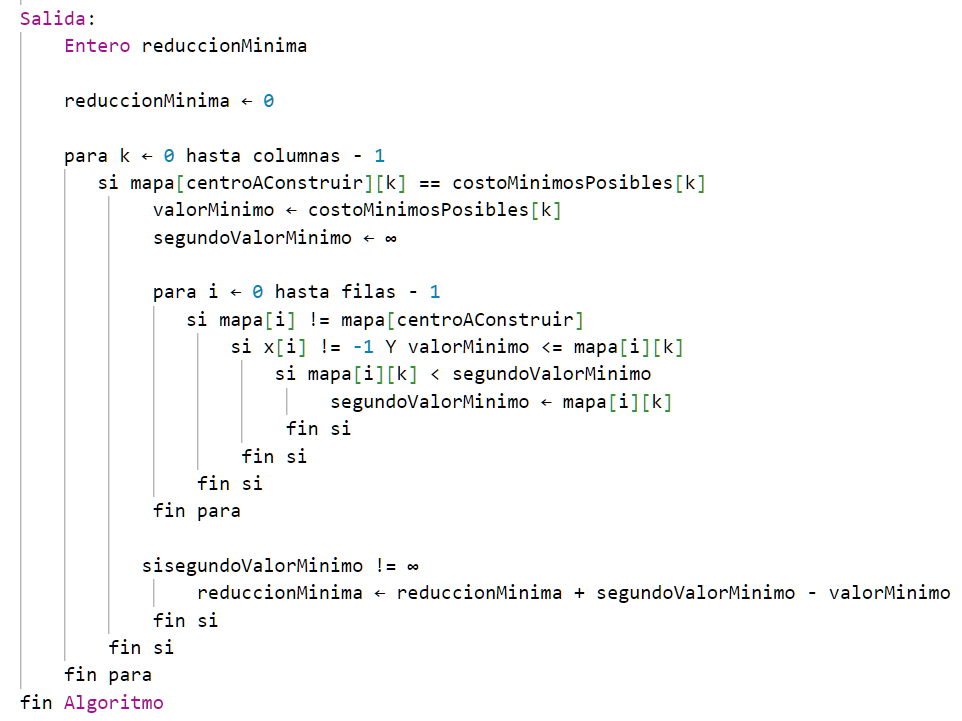 Salida:
Entero reduccionMinima
reduccionMinima ← 0
para k ← 0 hasta columnas - 1
si mapa[centroAConstruir][k] == costoMinimosPosibles[k]
valorMinimo ← costoMinimosPosibles[k]
segundoValorMinimo ← ∞
para i ← 0 hasta filas - 1
si mapa[i] != mapa[centroAConstruir]
si x[i] != -1 Y valorMinimo <= mapa[i][k]
si mapa[i][k] < segundoValorMinimo
segundoValorMinimo ← mapa[i][k]
fin si
fin si
fin si
fin para
sisegundoValorMinimo != ∞
reduccionMinima ← reduccionMinima + segundoValorMinimo - valorMinimo
fin si
fin si
fin para
fin Algoritmo